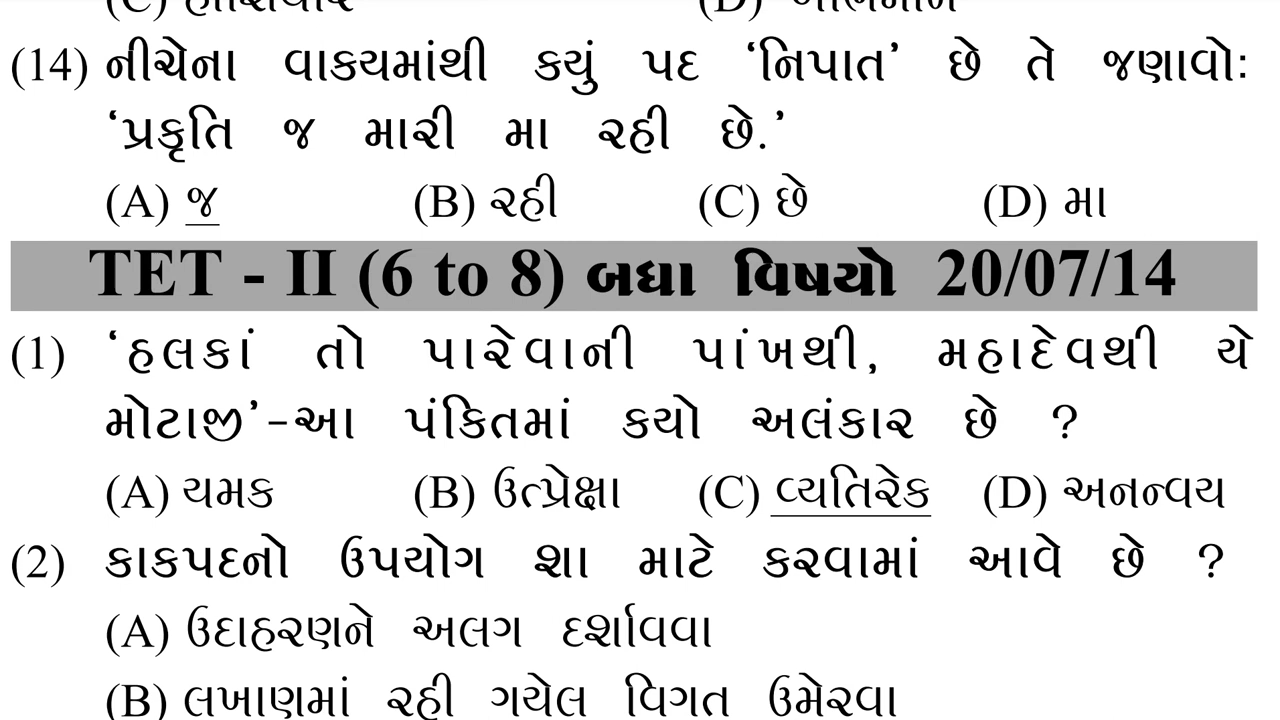 (C) હોશિયાર (D) અભિમાન
(14) નીચેના વાક્યમાંથી કયું પદ ‘નિપાત’ છે તે જણાવોઃ
‘પ્રકૃતિ જ મારી મા રહી છે.’
(A) જ (B) રહી (C) છે (D) મા
TET - II (6 to 8) બધા વિષયો 20/07/14
(1) ‘હલકાં તો પારેવાની પાંખથી, મહાદેવથી યે
મોટાજી’-આ પંક્તિમાં કયો અલંકાર છે ?
(A) યમક (B) ઉત્પ્રેક્ષા (C) વ્યતિરેક (D) અનન્વય
(2) કાકપદનો ઉપયોગ શા માટે કરવામાં આવે છે ?
(A) ઉદાહરણને અલગ દર્શાવવા
(B) લખાણમાં રહી ગયેલ વિગત ઉમેરવા